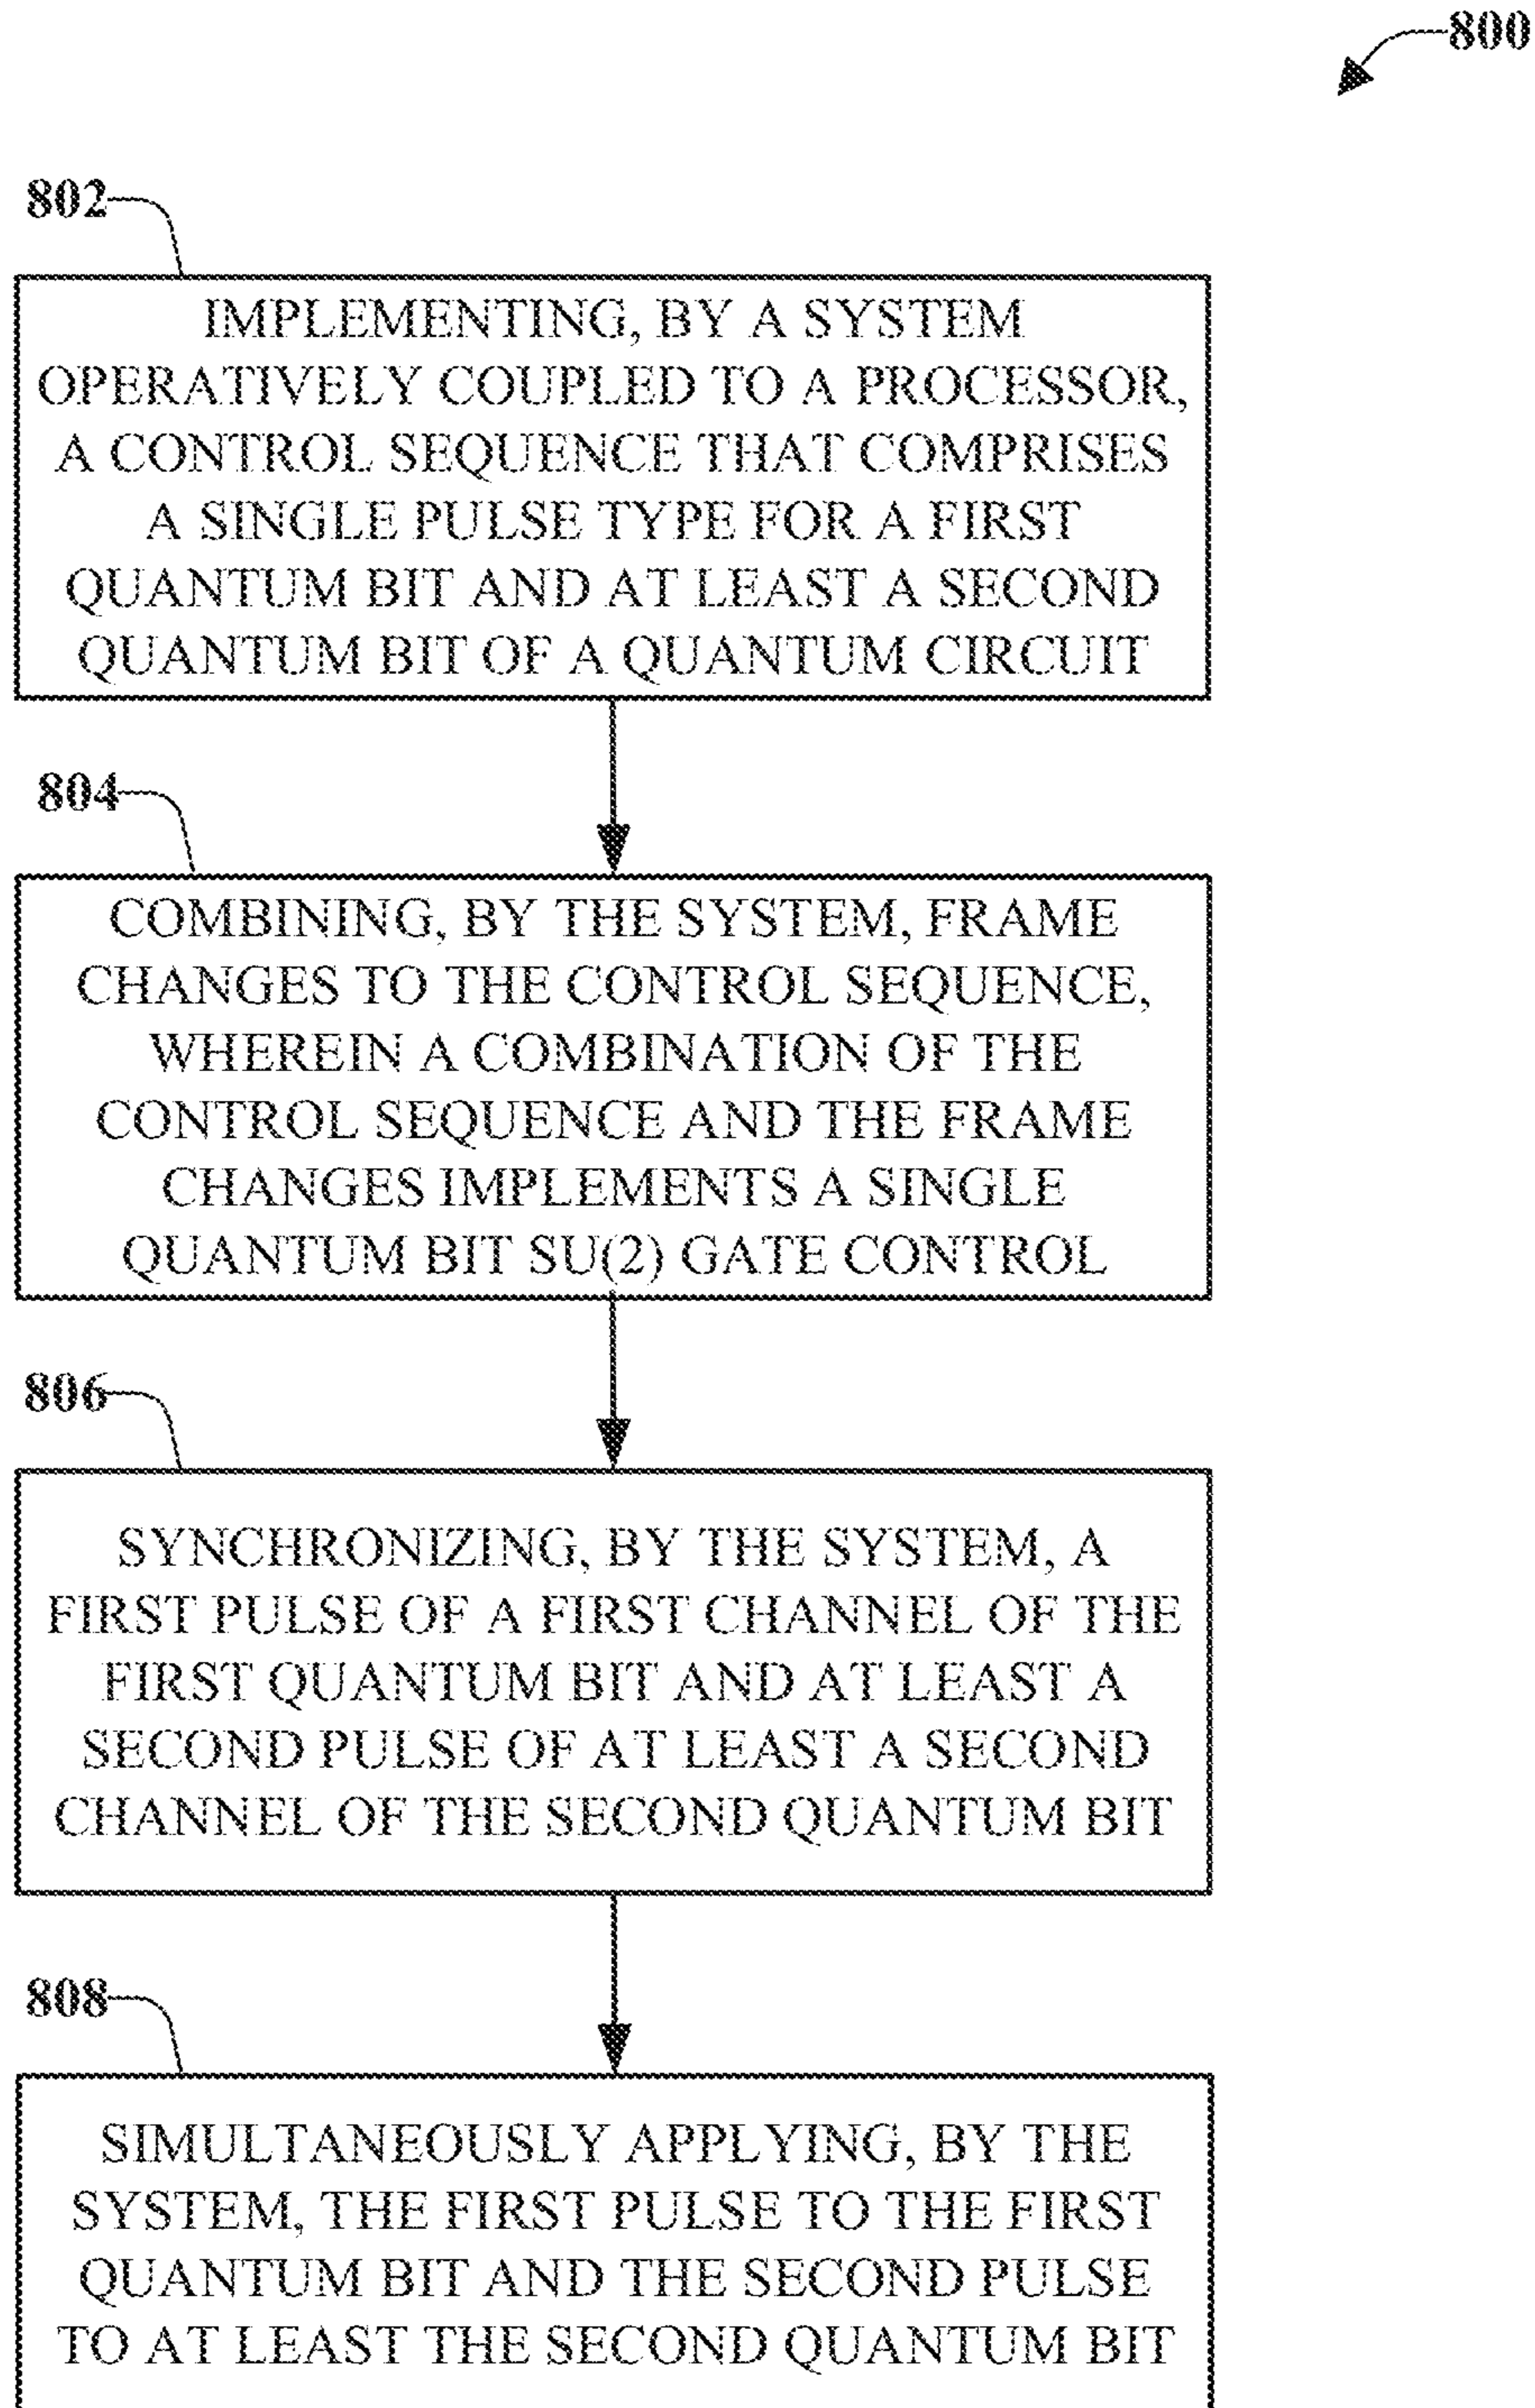 800
802
IMPLEMENTING, BY A SYSTEM
OPERATIVELY COUPLED TO A PROCESSOR,
A CONTROL SEQUENCE THAT COMPRISES
A SINGLE PULSE TYPE FOR A FIRST
QUANTUM BIT AND AT LEAST A SECOND
QUANTUM BIT OF A QUANTUM CIRCUIT
804
COMBINING, BY THE SYSTEM, FRAME
CHANGES TO THE CONTROL SEQUENCE,
WHEREIN A COMBINATION OF THE
CONTROL SEQUENCE AND THE FRAME
CHANGES IMPLEMENTS A SINGLE
QUANTUM BIT SU(2) GATE CONTROL
806
SYNCHRONIZING, BY THE SYSTEM, A
FIRST PULSE OF A FIRST CHANNEL OF THE
FIRST QUANTUM BIT AND AT LEAST A
SECOND PULSE OF AT LEAST A SECOND
CHANNEL OF THE SECOND QUANTUM BIT
808
SIMULTANEOUSLY APPLYING, BY THE
SYSTEM, THE FIRST PULSE TO THE FIRST
QUANTUM BIT AND THE SECOND PULSE
TO AT LEAST THE SECOND QUANTUM BIT